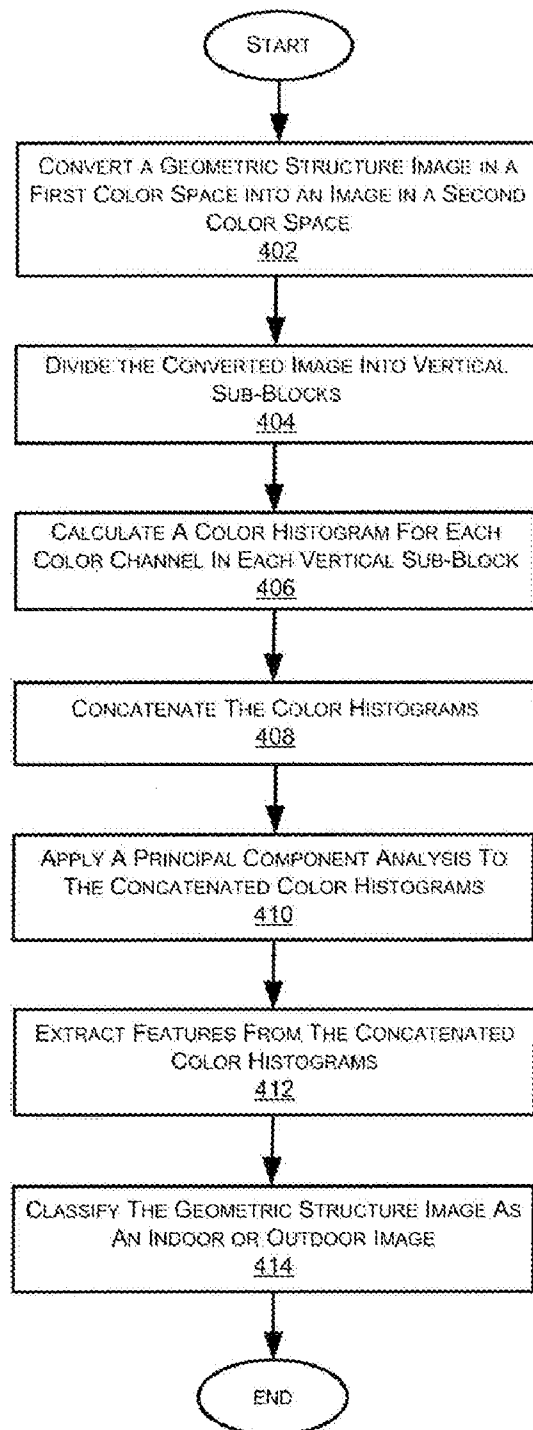 START
CONVERT A GEOMETRIC STRUCTURE IMAGE IN A
FIRST COLOR SPACE INTO AN IMAGE IN A SECOND
COLOR SPACE
402
DIVIDE THE CONVERTED IMAGE INTO VERTICAL
SUB-BLOCKS
404
CALCULATE A COLOR HISTOGRAM FOR EACH
COLOR CHANNEL IN EACH VERTICAL SUB-BLOCK
406
CONCATENATE THE COLOR HISTOGRAMS
408
APPLY A PRINCIPAL COMPONENT ANALYSIS TO
THE CONCATENATED COLOR HISTOGRAMS
410
EXTRACT FEATURES FROM THE CONCATENATED
COLOR HISTOGRAMS
412
CLASSIFY THE GEOMETRIC STRUCTURE IMAGE AS
AN INDOOR OR OUTDOOR IMAGE
414
END